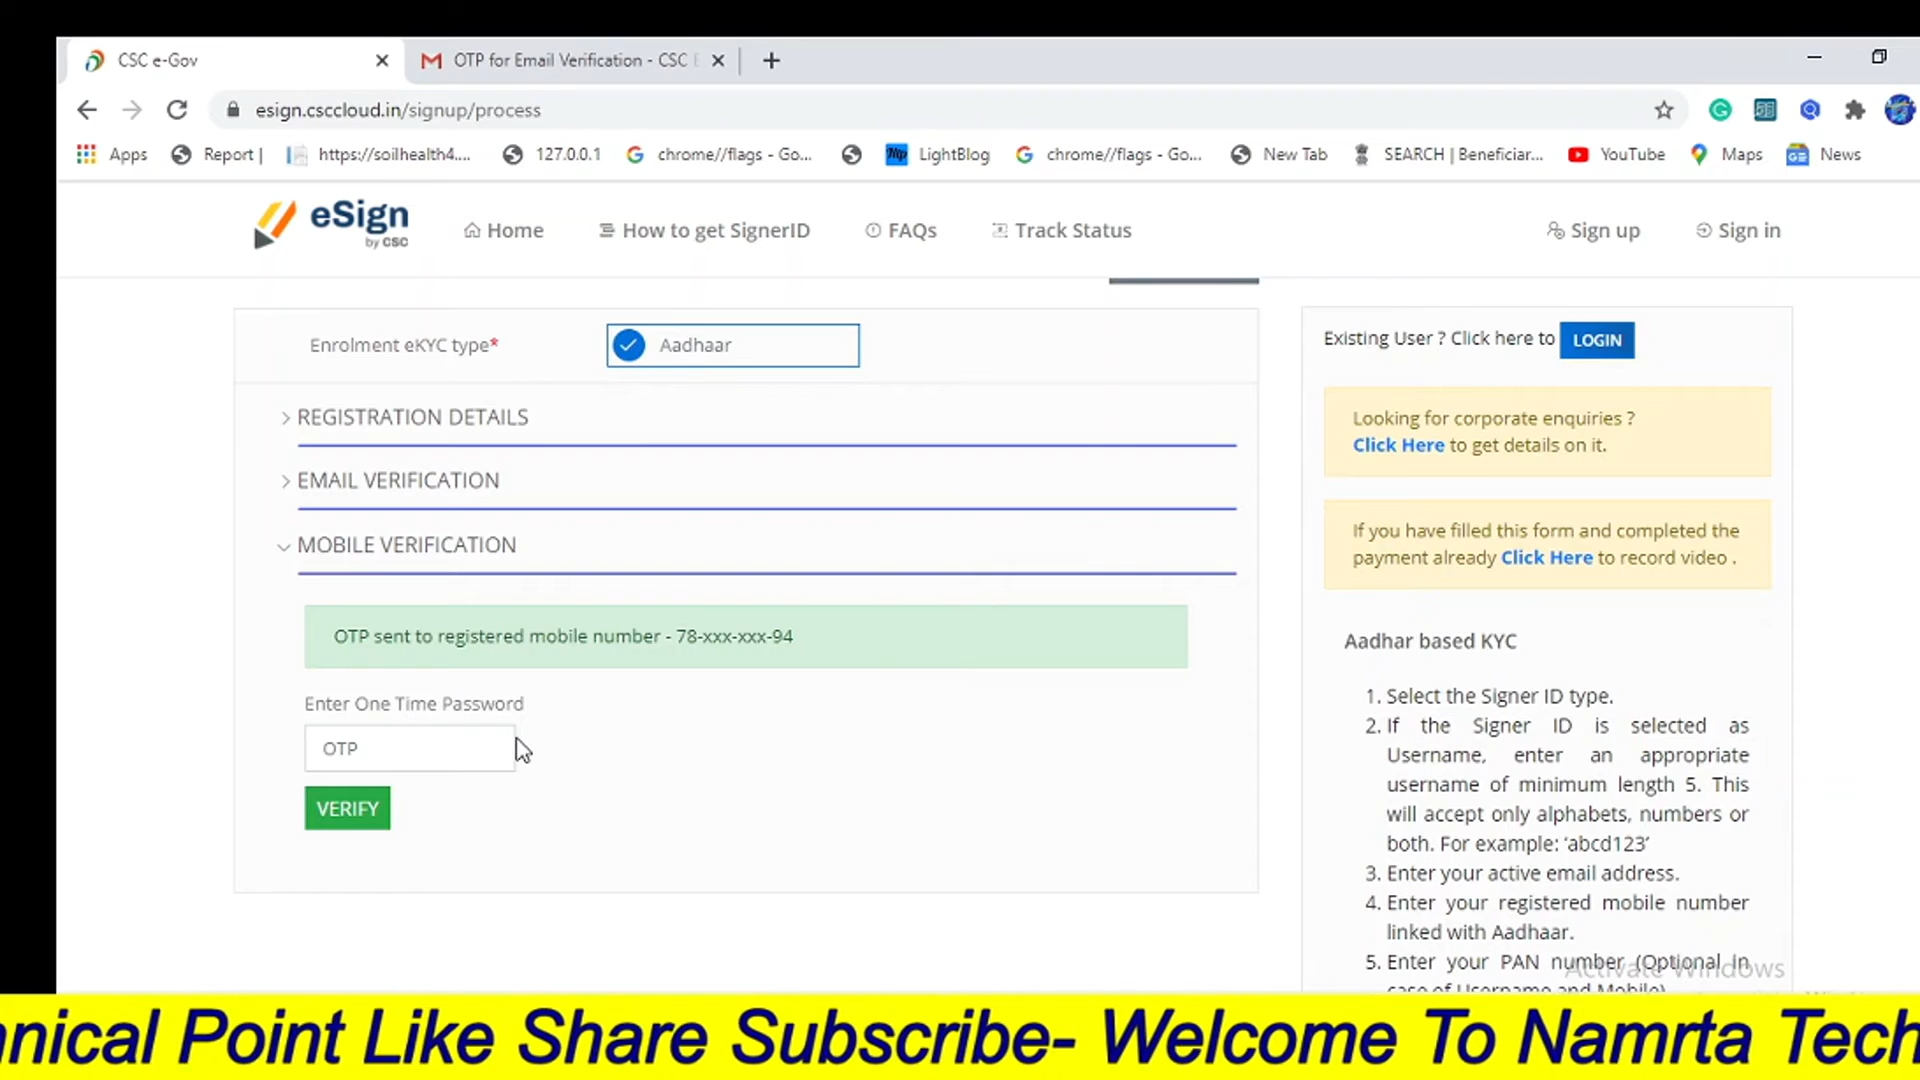 CSC e-Gov
OTP for Email Verification - CSC
esign.csccloud.in/signup/process
Apps
Report |
https://soilhealth4....
127.0.0.1
chrome//flags - Go...
LightBlog
chrome//flags - Go...
New Tab
SEARCH | Beneficiar...
YouTube
Maps
News
eSign
by CSC
Home
How to get SignerID
FAQs
Track Status
Sign up
Sign in
Enrolment eKYC type*
Aadhaar
REGISTRATION DETAILS
EMAIL VERIFICATION
MOBILE VERIFICATION
OTP sent to registered mobile number - 78-xxx-xxx-94
Enter One Time Password
OTP
VERIFY
Existing User ? Click here to LOGIN
Looking for corporate enquiries ?
Click Here to get details on it.
If you have filled this form and completed the
payment already Click Here to record video .
Aadhar based KYC
1. Select the Signer ID type.
2. If the Signer ID is selected as
Username, enter an appropriate
username of minimum length 5. This
will accept only alphabets, numbers or
both. For example: ‘abcd123’
3. Enter your active email address.
4. Enter your registered mobile number
linked with Aadhaar.
5. Enter your PAN number (Optional In
case of Username and Mobile)
Activate Windows
nical Point Like Share Subscribe- Welcome To Namrta Tech